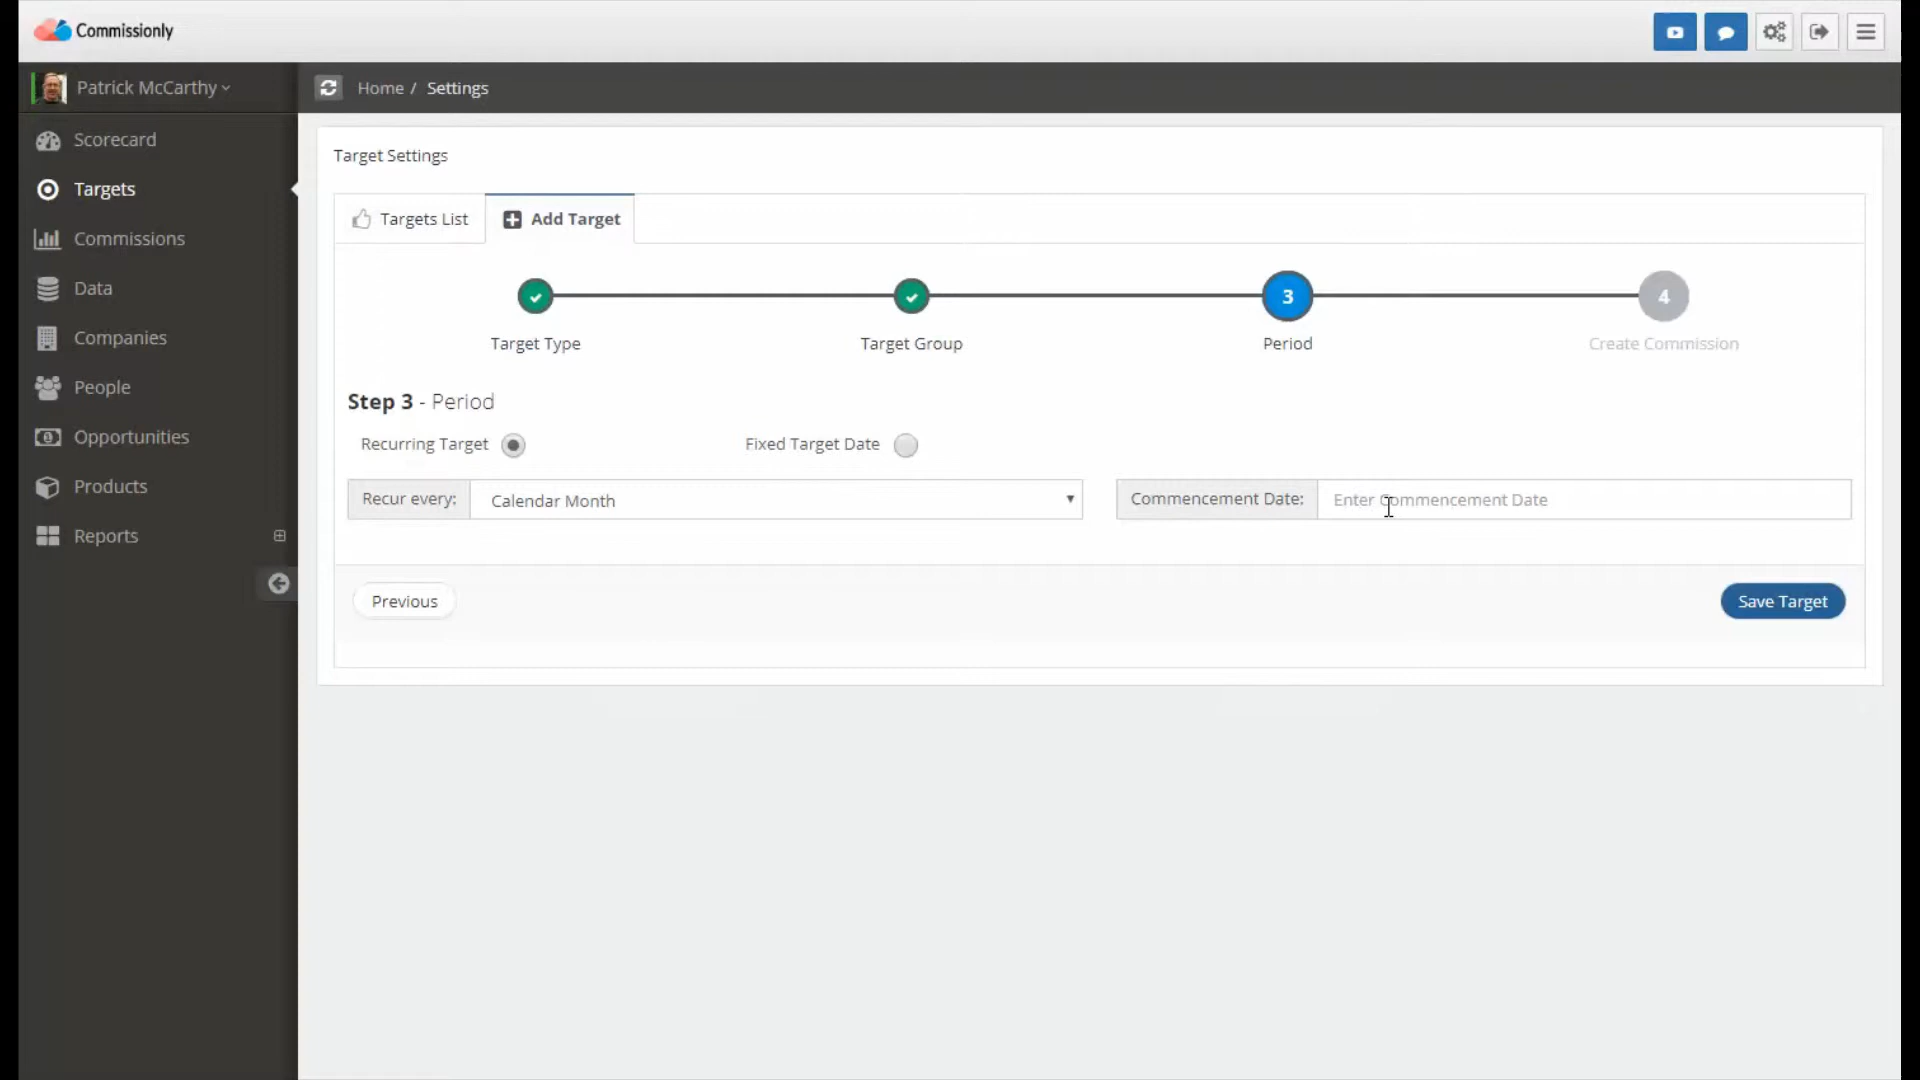 Commissionly
Patrick McCarthy
Home / Settings
Scorecard
Targets
Commissions
Data
Companies
People
Opportunities
Products
Reports
Target Settings
Targets List
Add Target
3
4
Target Type
Target Group
Period
Create Commission
Step 3 - Period
Recurring Target
Fixed Target Date
Recur every:
Calendar Month
Commencement Date:
Enter Commencement Date
Previous
Save Target